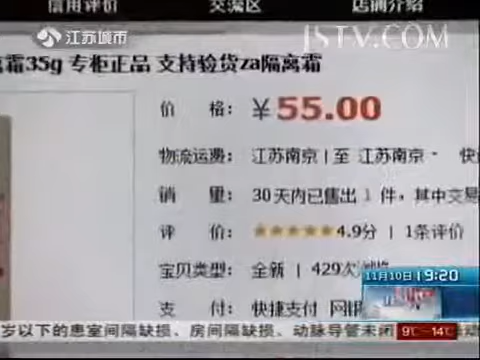 信用评价 交流区 店铺介绍
江苏城市 JSTV.COM
离霜35g 专柜正品 支持验货za隔离霜
价 格: ¥55.00
物流运费: 江苏南京 | 至 江苏南京 快
销 量: 30天内已售出 1 件，其中交易
评 价: ★★★★★ 4.9分 | 1条评价
宝贝类型: 全新 | 429次浏览
支 付: 快捷支付 网银
11月10日 19:20
岁以下的患室间隔缺损、房间隔缺损、动脉导管未闭
9℃~14℃